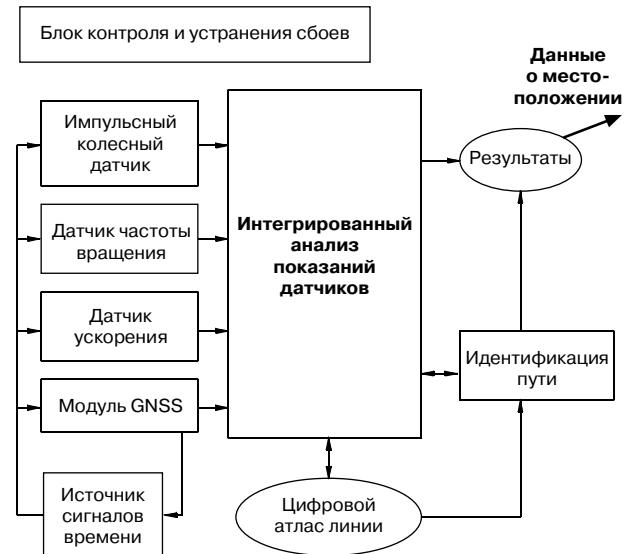 Блок контроля и устранения сбоев
Данные
о место-
положении
Импульсный
колесный
датчик
Результаты
Датчик частоты
вращения
Интегрированный
анализ
показаний
датчиков
Датчик
ускорения
Идентификация
пути
Модуль GNSS
Источник
сигналов
времени
Цифровой
атлас линии